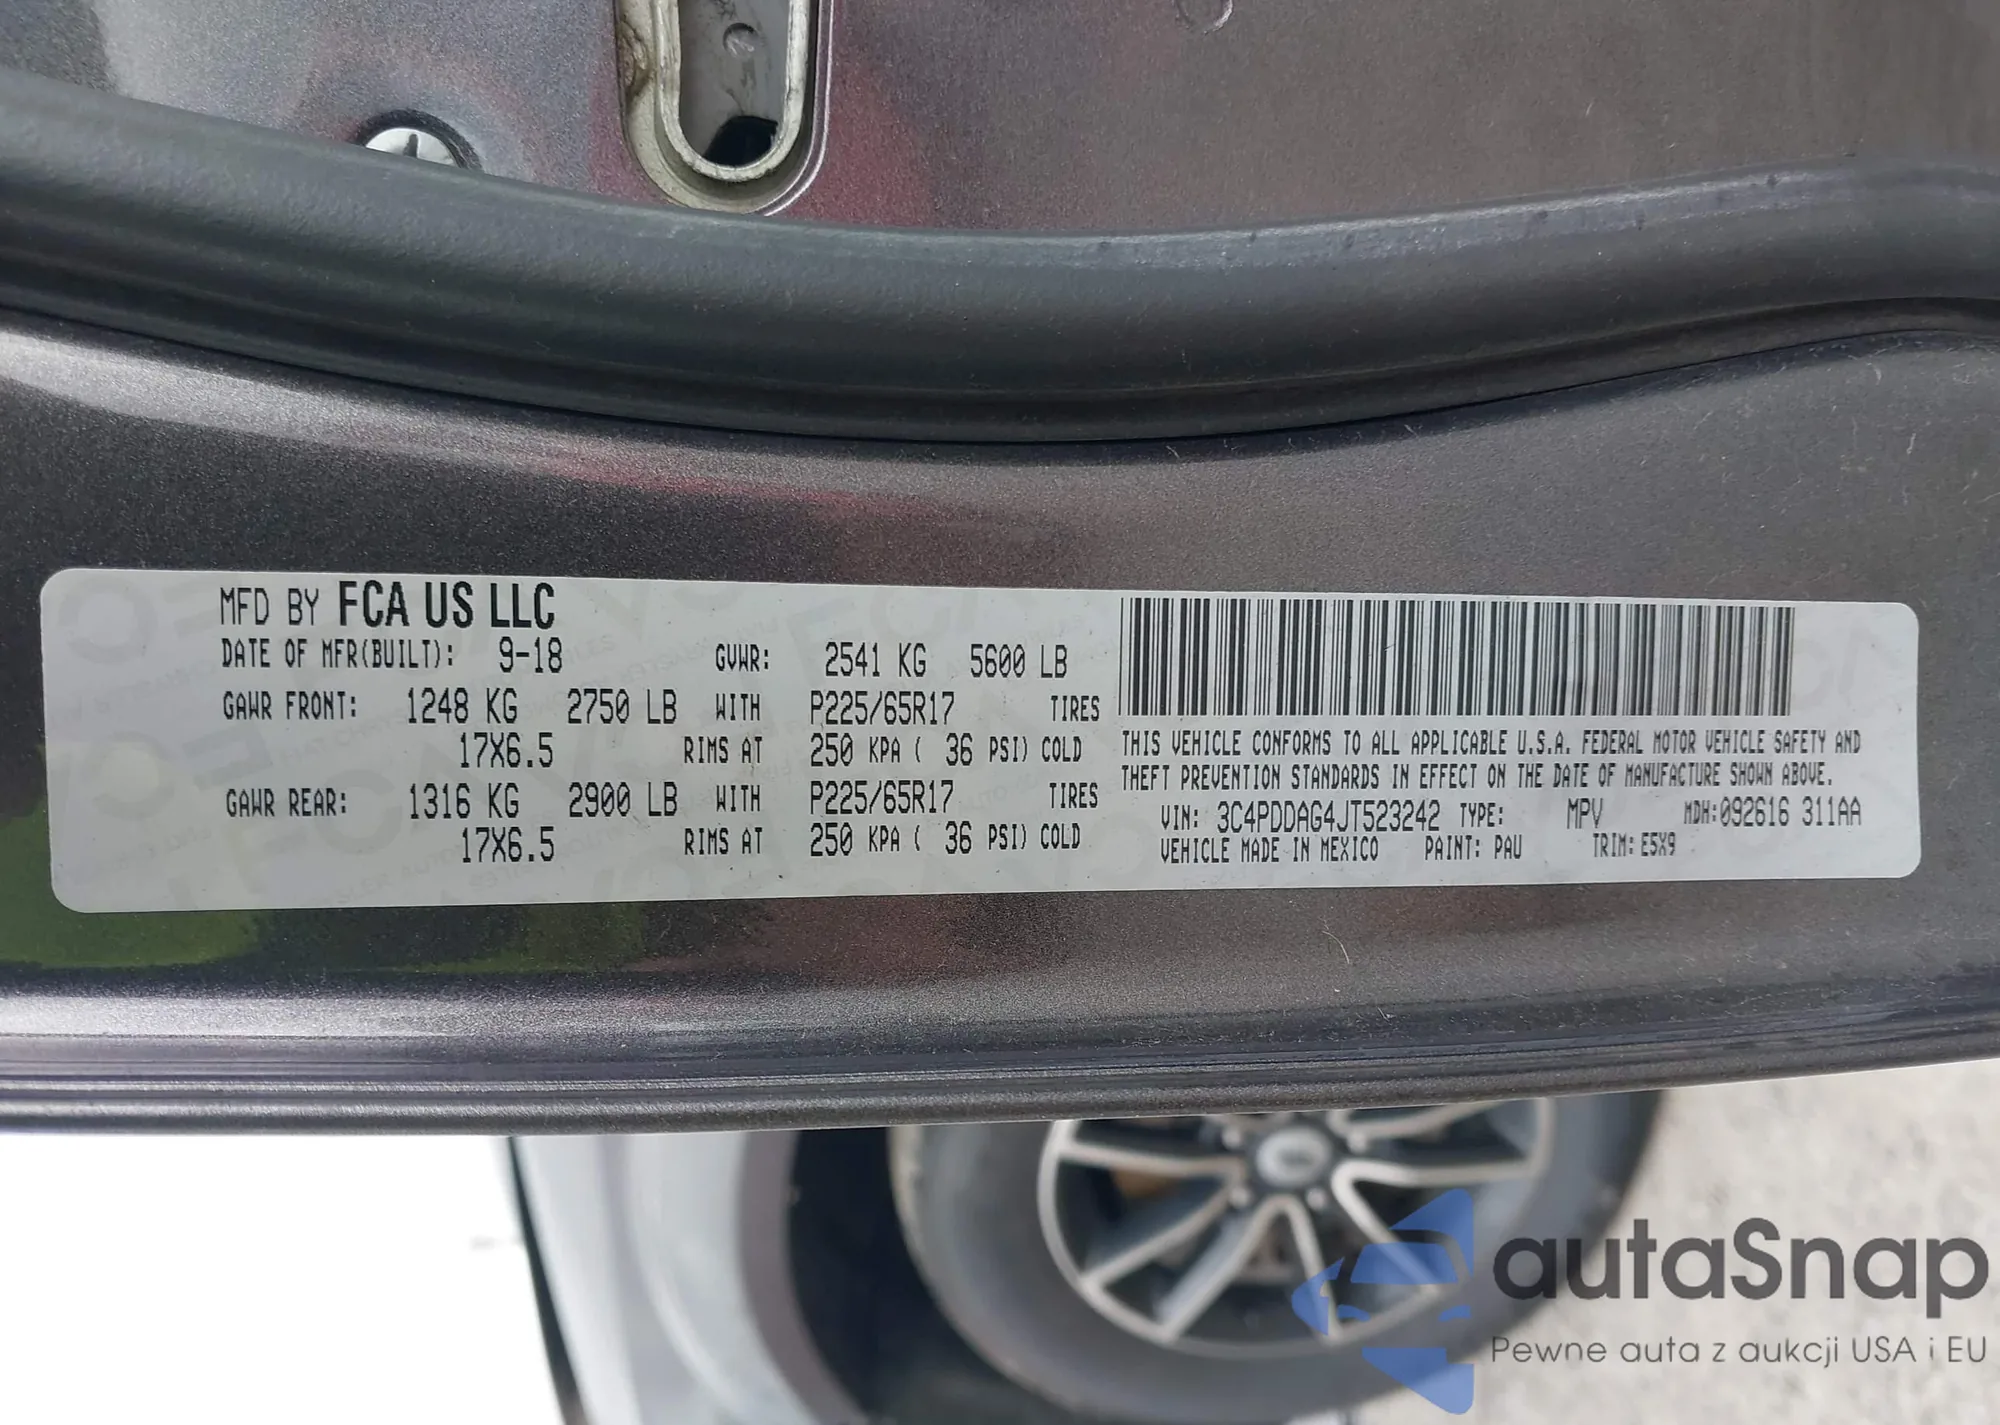 MFD BY FCA US LLC
DATE OF MFR(BUILT): 9-18 GVWR: 2541 KG 5600 LB
GAWR FRONT: 1248 KG 2750 LB WITH P225/65R17 TIRES
17X6.5 RIMS AT 250 KPA ( 36 PSI) COLD
GAWR REAR: 1316 KG 2900 LB WITH P225/65R17 TIRES
17X6.5 RIMS AT 250 KPA ( 36 PSI) COLD
THIS VEHICLE CONFORMS TO ALL APPLICABLE U.S.A. FEDERAL MOTOR VEHICLE SAFETY AND
THEFT PREVENTION STANDARDS IN EFFECT ON THE DATE OF MANUFACTURE SHOWN ABOVE.
VIN: 3C4PDDAG4JT523242 TYPE: MPV MDH:092616 311AA
VEHICLE MADE IN MEXICO PAINT: PAU TRIM: E5X9
autaSnap
Pewne auta z aukcji USA i EU